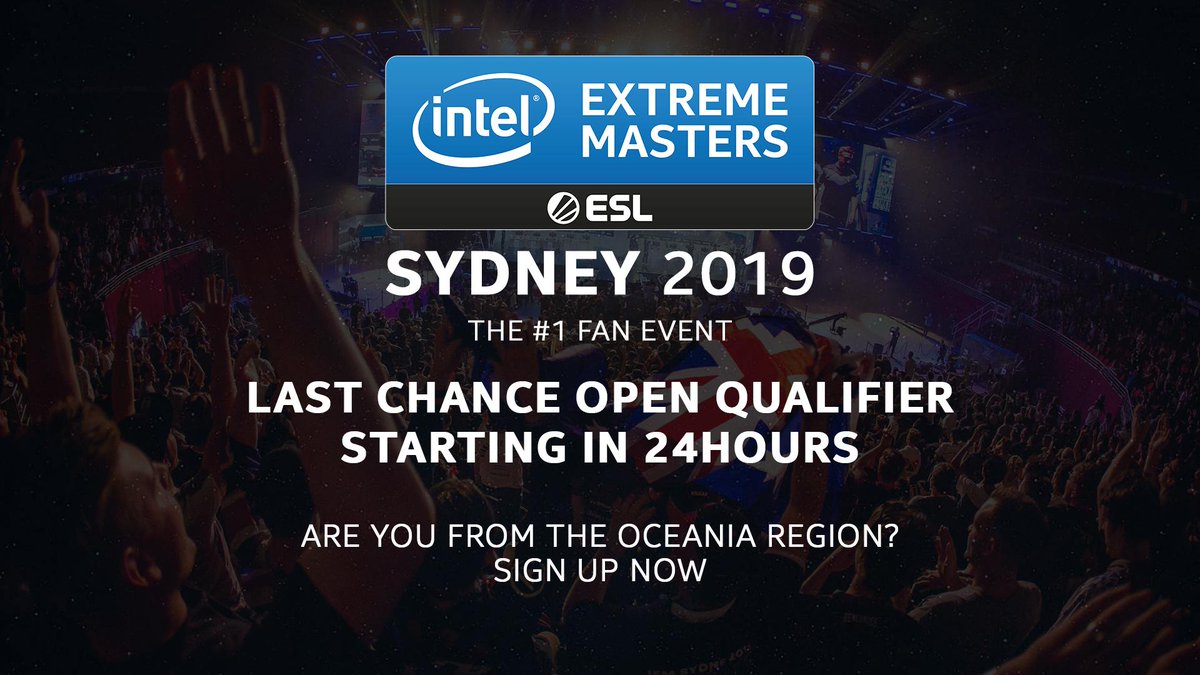 intel®
EXTREME
MASTERS
ESL
SYDNEY 2019
THE #1 FAN EVENT
LAST CHANCE OPEN QUALIFIER
STARTING IN 24HOURS
ARE YOU FROM THE OCEANIA REGION?
SIGN UP NOW